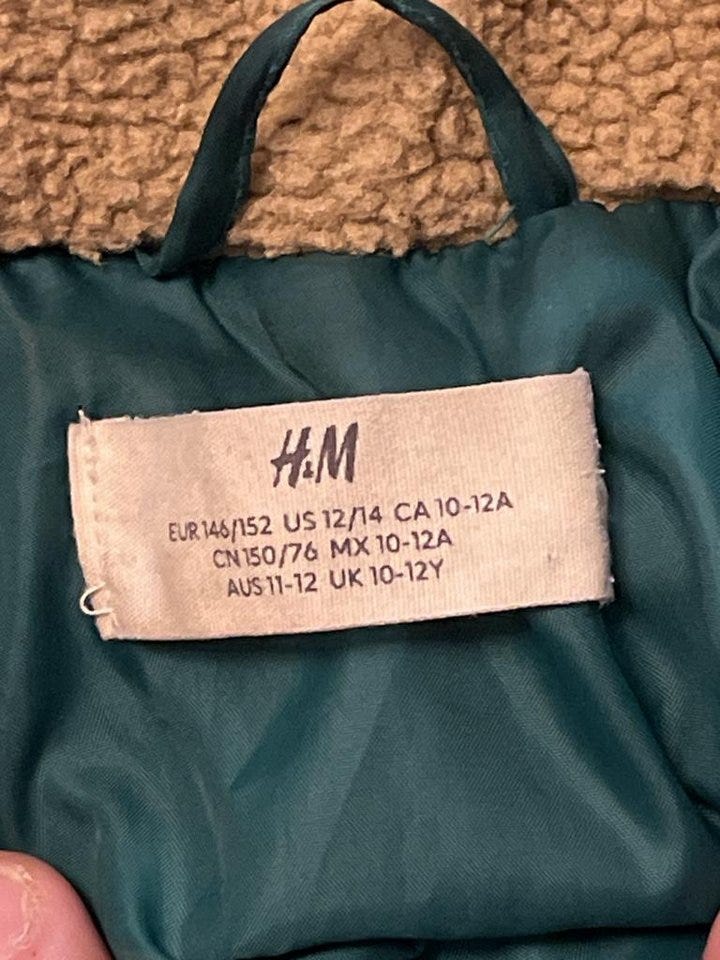 H&M
EUR 146/152 US 12/14 CA 10-12A
CN 150/76 MX 10-12A
AUS 11-12 UK 10-12Y